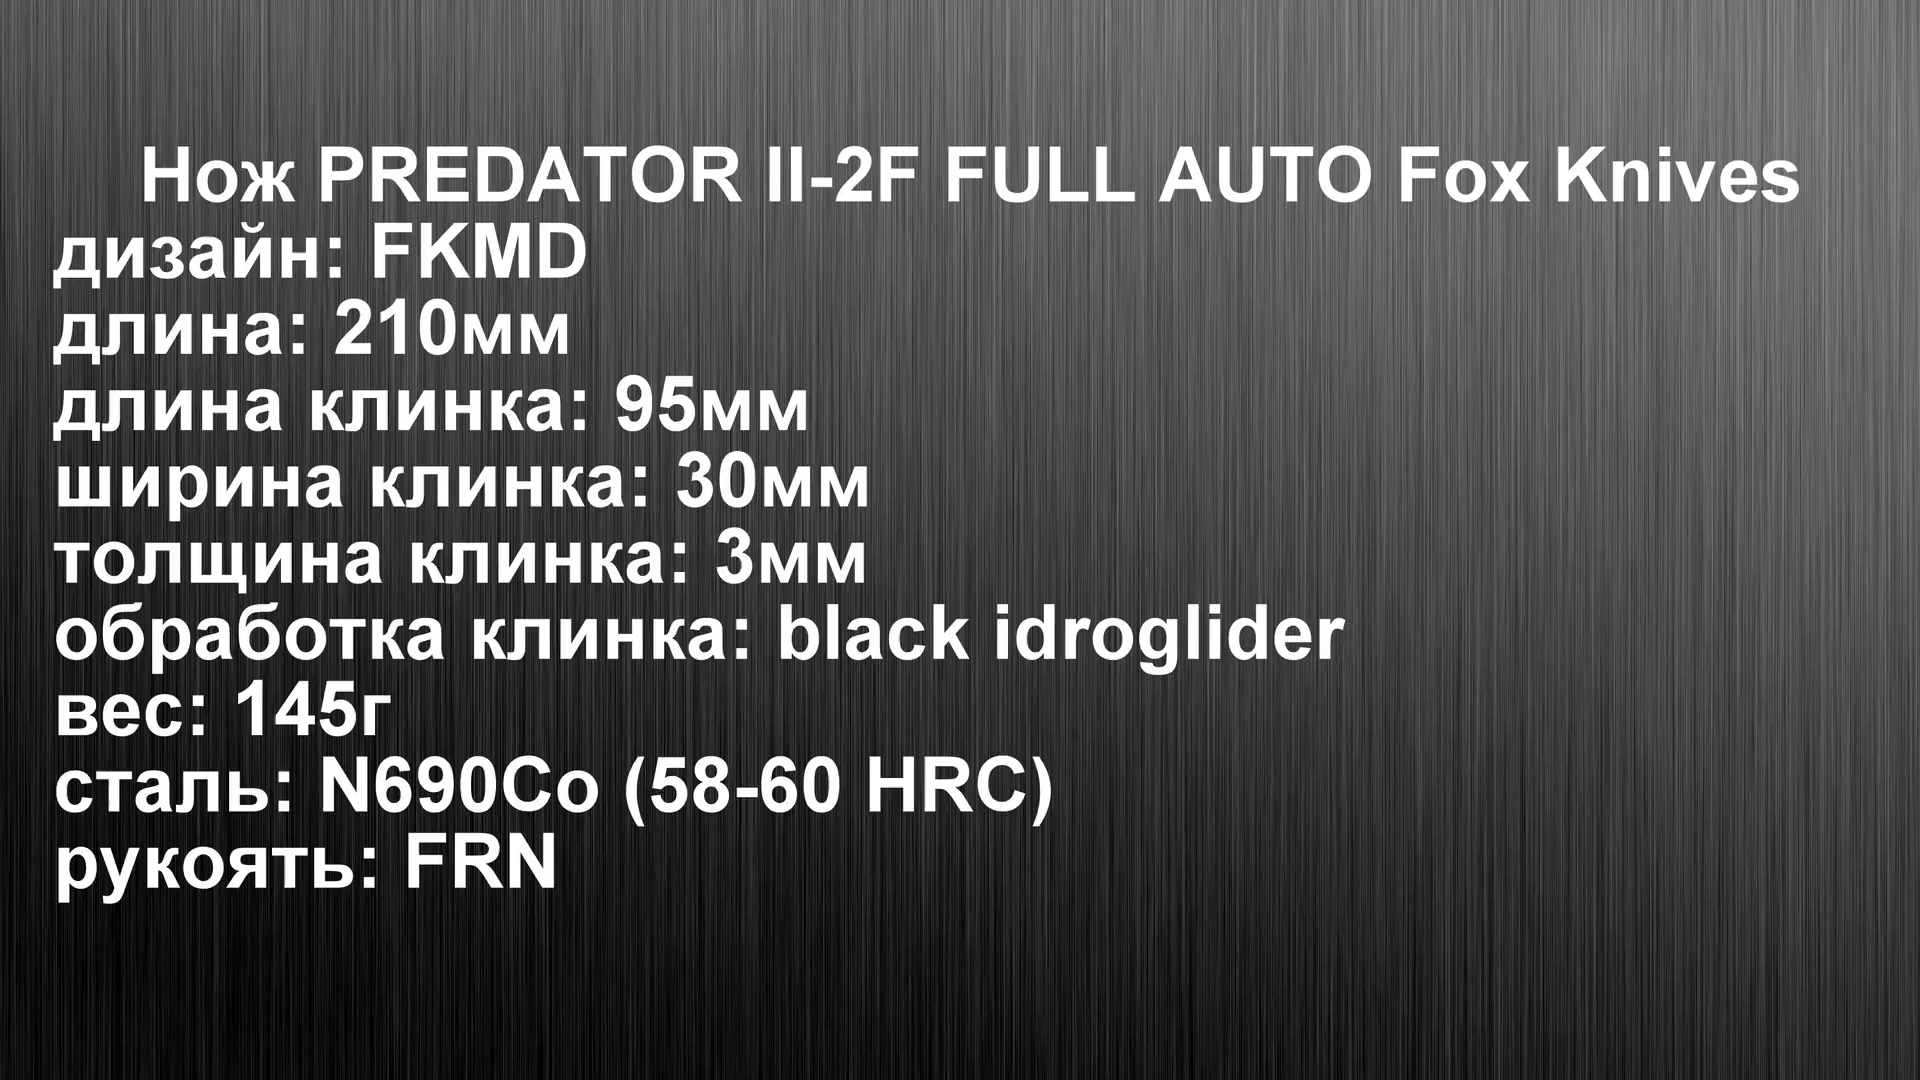 Нож PREDATOR II-2F FULL AUTO Fox Knives
дизайн: FKMD
длина: 210мм
длина клинка: 95мм
ширина клинка: 30мм
толщина клинка: 3мм
обработка клинка: black idroglider
вес: 145г
сталь: N690Co (58-60 HRC)
рукоять: FRN